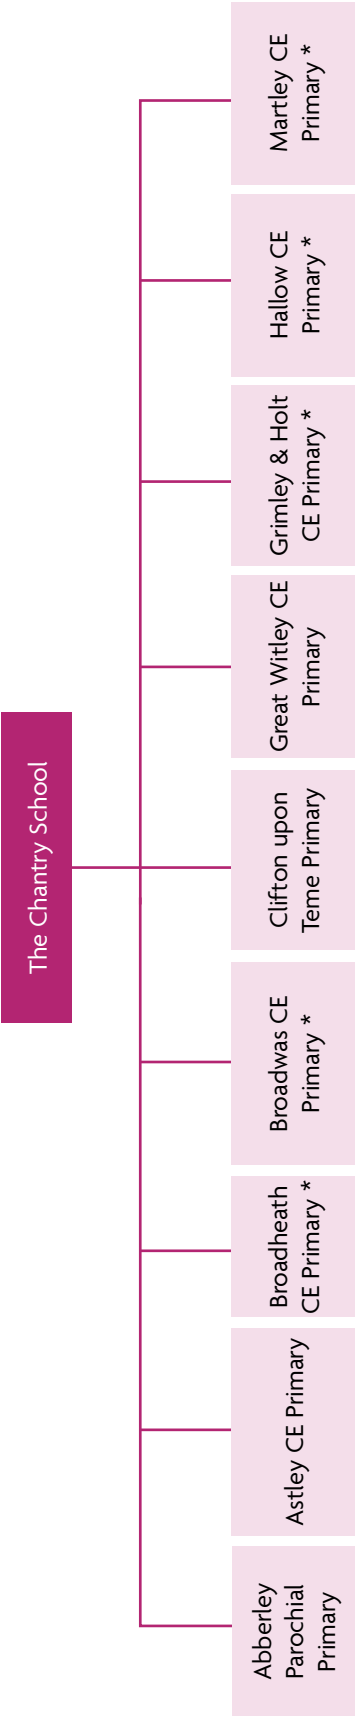 The Chantry School
Abberley
Parochial
Primary
Astley CE Primary
Broadheath
CE Primary *
Broadwas CE
Primary *
Clifton upon
Teme Primary
Great Witley CE
Primary
Grimley & Holt
CE Primary *
Hallow CE
Primary *
Martley CE
Primary *